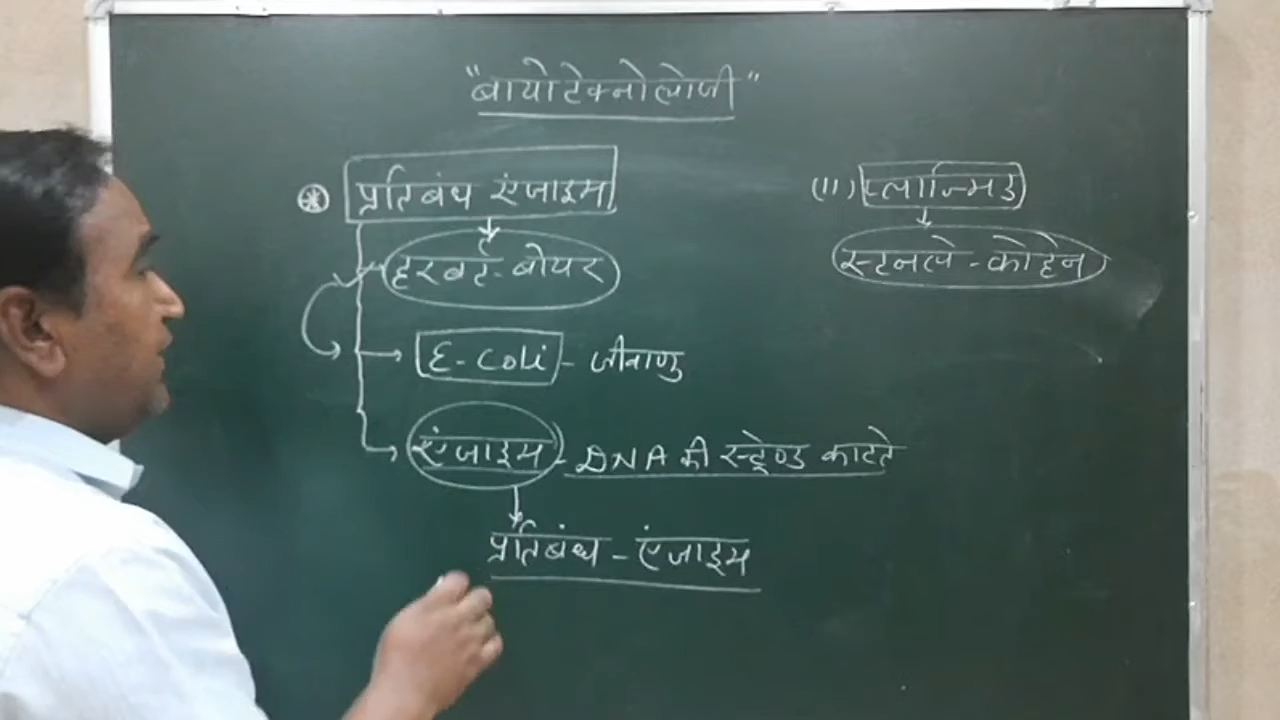 "बायोटेक्नोलोजी"
प्रतिबंध एंजाइम
हरबर्ट-बोयर
E-coli - जीवाणु
एंजाइम - DNA की स्ट्रेण्ड काटते
प्रतिबंध - एंजाइम
(II) प्लाज्मिड
स्टनले - कोहेन